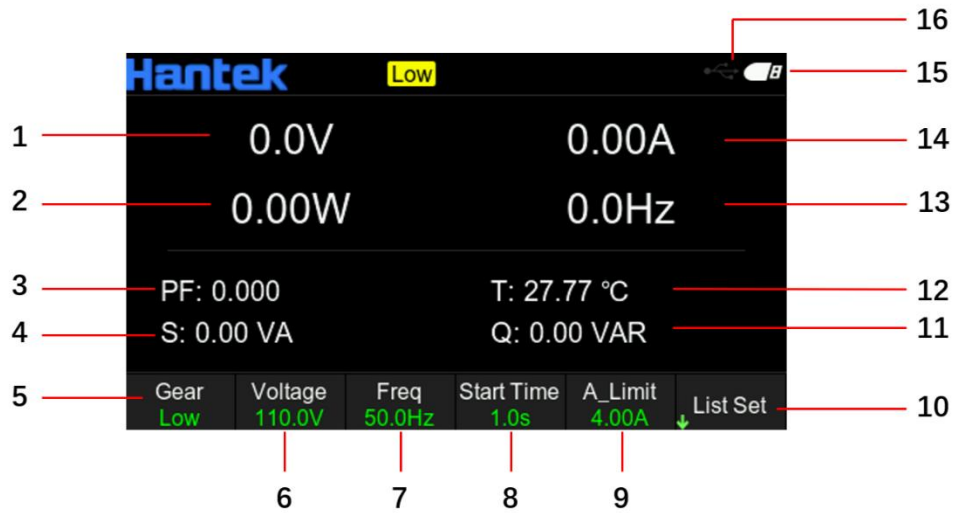 16
Hantek Low 15
1 0.0V 0.00A 14
2 0.00W 0.0Hz 13
3 PF: 0.000 T: 27.77 ℃ 12
4 S: 0.00 VA Q: 0.00 VAR 11
5 Gear Voltage Freq Start Time A_Limit List Set 10
Low 110.0V 50.0Hz 1.0s 4.00A
6 7 8 9